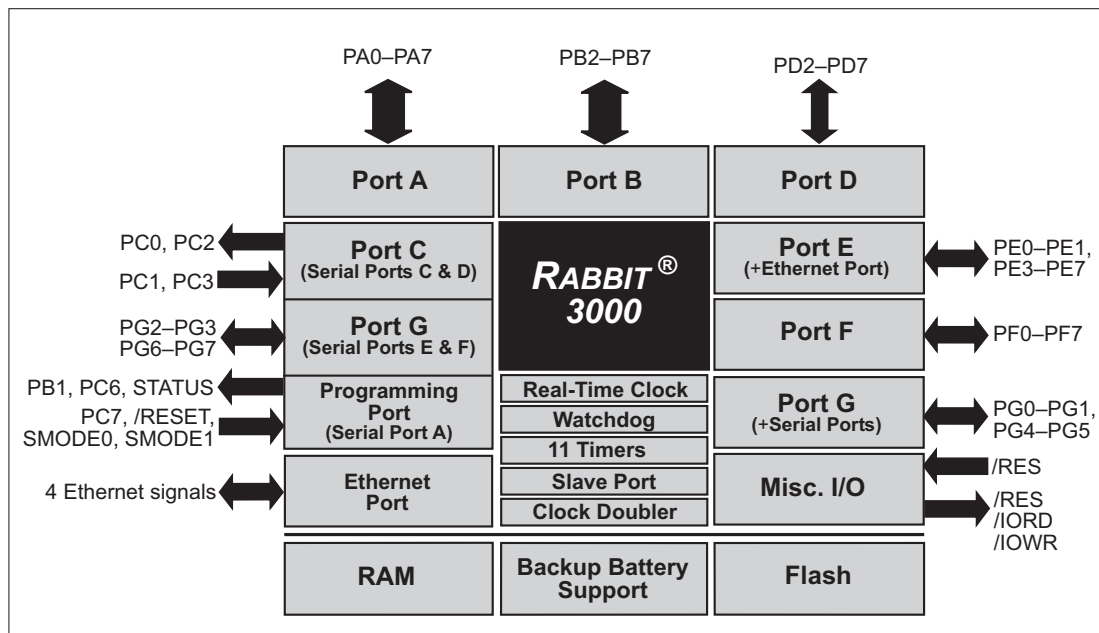 PA0–PA7
PB2–PB7
PD2–PD7
Port A
Port B
Port D
PC0, PC2
PC1, PC3
Port C
(Serial Ports C & D)
RABBIT ®
3000
Port E
(+Ethernet Port)
PE0–PE1,
PE3–PE7
PG2–PG3
PG6–PG7
Port G
(Serial Ports E & F)
Port F
PF0–PF7
PB1, PC6, STATUS
PC7, /RESET,
SMODE0, SMODE1
Programming
Port
(Serial Port A)
Real-Time Clock
Watchdog
11 Timers
Slave Port
Clock Doubler
Port G
(+Serial Ports)
PG0–PG1,
PG4–PG5
4 Ethernet signals
Ethernet
Port
Misc. I/O
/RES
/RES
/IORD
/IOWR
RAM
Backup Battery
Support
Flash